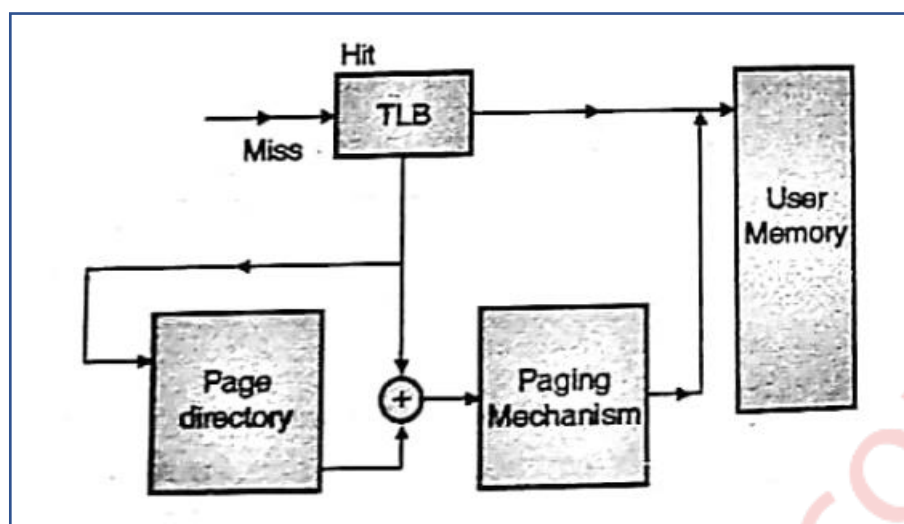 Hit
TLB
Miss
User
Memory
Page
directory
+
Paging
Mechanism